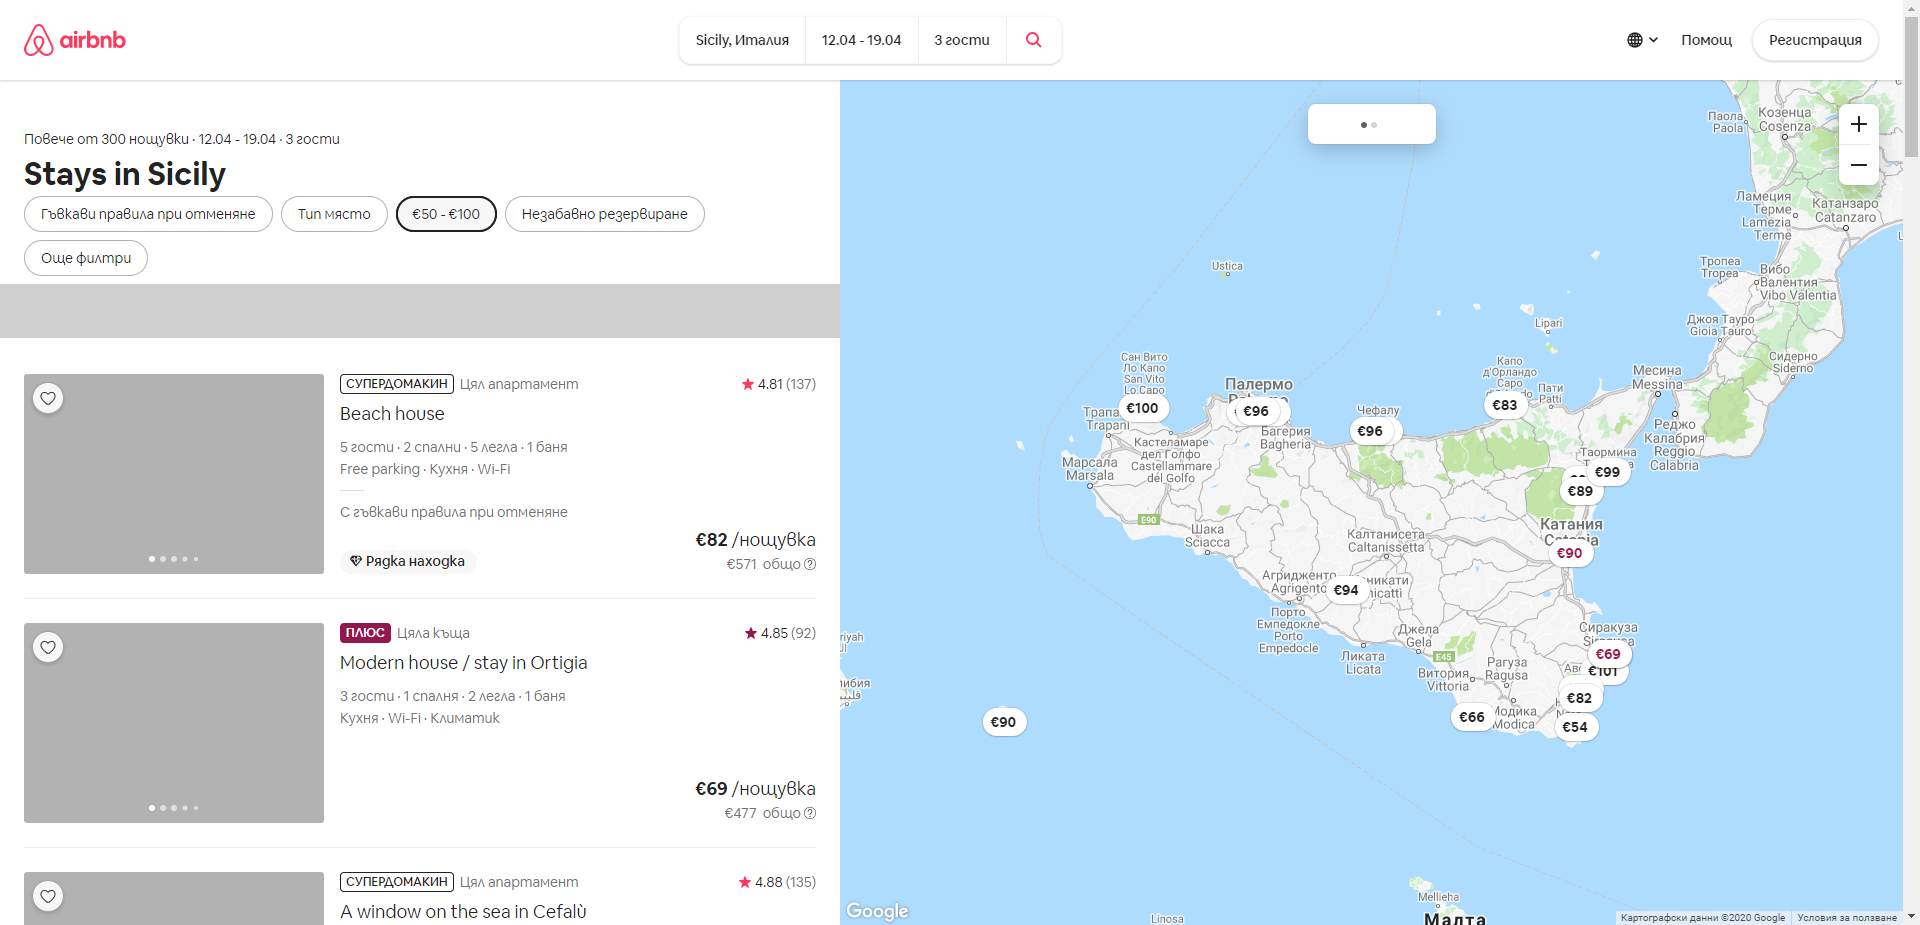 airbnb
Sicily, Италия
12.04 - 19.04
3 гости
Помощ
Регистрация
Повече от 300 нощувки · 12.04 - 19.04 · 3 гости
Stays in Sicily
Гъвкави правила при отменяне
Тип място
€50 - €100
Незабавно резервиране
Още филтри
СУПЕРДОМАКИН Цял апартамент
4.81 (137)
Beach house
5 гости · 2 спални · 5 легла · 1 баня
Free parking · Кухня · Wi-Fi
С гъвкави правила при отменяне
€82 /нощувка
Рядка находка
€571 общо
ПЛЮС Цяла къща
4.85 (92)
Modern house / stay in Ortigia
3 гости · 1 спалня · 2 легла · 1 баня
Кухня · Wi-Fi · Климатик
€69 /нощувка
€477 общо
СУПЕРДОМАКИН Цял апартамент
4.88 (135)
A window on the sea in Cefalù
Паола
Paola
Козенца
Cosenza
Ламеция
Терме
Lamezia
Terme
Катанзаро
Catanzaro
Тропеа
Tropea
Вибо
Валентия
Vibo Valentia
Ustica
Lipari
Джоя Тауро
Gioia Tauro
Сидерно
Siderno
Сан Вито
Ло Капо
San Vito
Lo Capo
€100
Палермо
€96
Чефалу
€96
Капо
д'Орландо
Capo
Пати
Patti
€83
Месина
Messina
Трапани
Багерия
Bagheria
Реджо
Калабрия
Reggio
Calabria
Кастеламаре
дел Голфо
Castellammare
del Golfo
Марсала
Marsala
Таормина
€99
€89
E90
Шака
Sciacca
Калтанисета
Caltanissetta
Катания
€90
Агридженто
Agrigento
€94
Порто
Емпедокле
Porto
Empedocle
Джела
Gela
Сиракуза
€69
€101
E45
Ликата
Licata
Рагуза
Ragusa
Витория
Vittoria
€82
€66
Модика
Modica
€54
€90
Mellieha
Малта
Linosa
Google
Картографски данни ©2020 Google
Условия за ползване